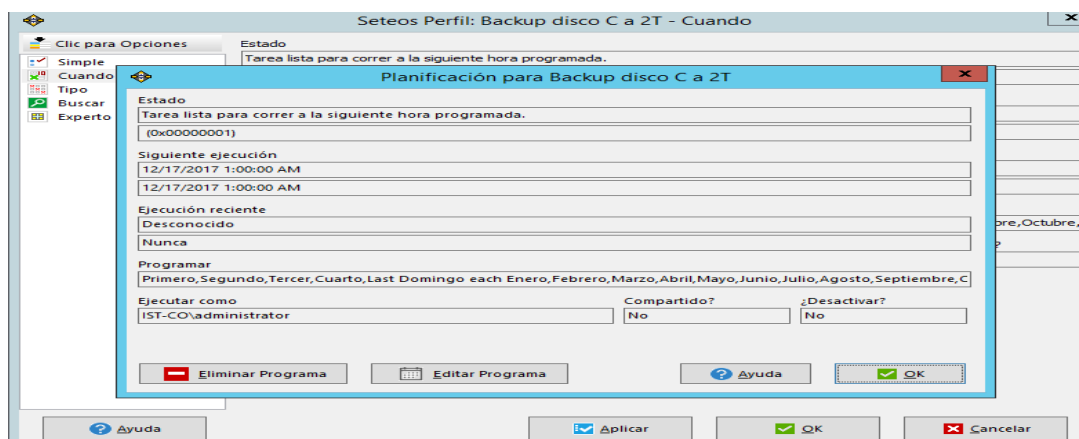 Seteos Perfil: Backup disco C a 2T - Cuando
Clic para Opciones
Simple
Cuando
Tipo
Buscar
Experto
Estado
Tarea lista para correr a la siguiente hora programada.
Planificación para Backup disco C a 2T
Estado
Tarea lista para correr a la siguiente hora programada.
(0x00000001)
Siguiente ejecución
12/17/2017 1:00:00 AM
12/17/2017 1:00:00 AM
Ejecución reciente
Desconocido
Nunca
Programar
Primero,Segundo,Tercer,Cuarto,Last Domingo each Enero,Febrero,Marzo,Abril,Mayo,Junio,Julio,Agosto,Septiembre,
bre,Octubre,
Ejecutar como
Compartido?
¿Desactivar?
IST-CO\administrator
No
No
Eliminar Programa
Editar Programa
Ayuda
OK
Ayuda
Aplicar
OK
Cancelar